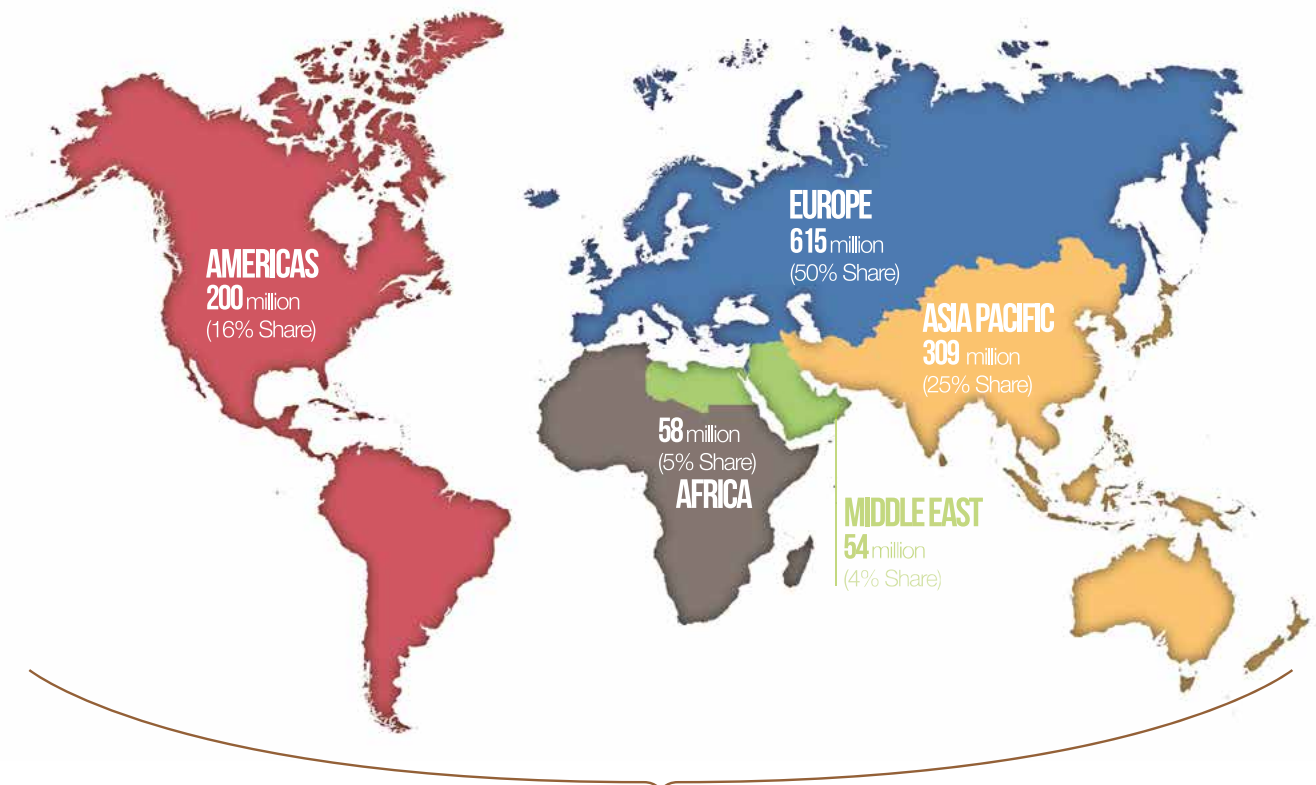 AMERICAS
200 million
(16% Share)
EUROPE
615 million
(50% Share)
ASIA PACIFIC
309 million
(25% Share)
58 million
(5% Share)
AFRICA
MIDDLE EAST
54 million
(4% Share)